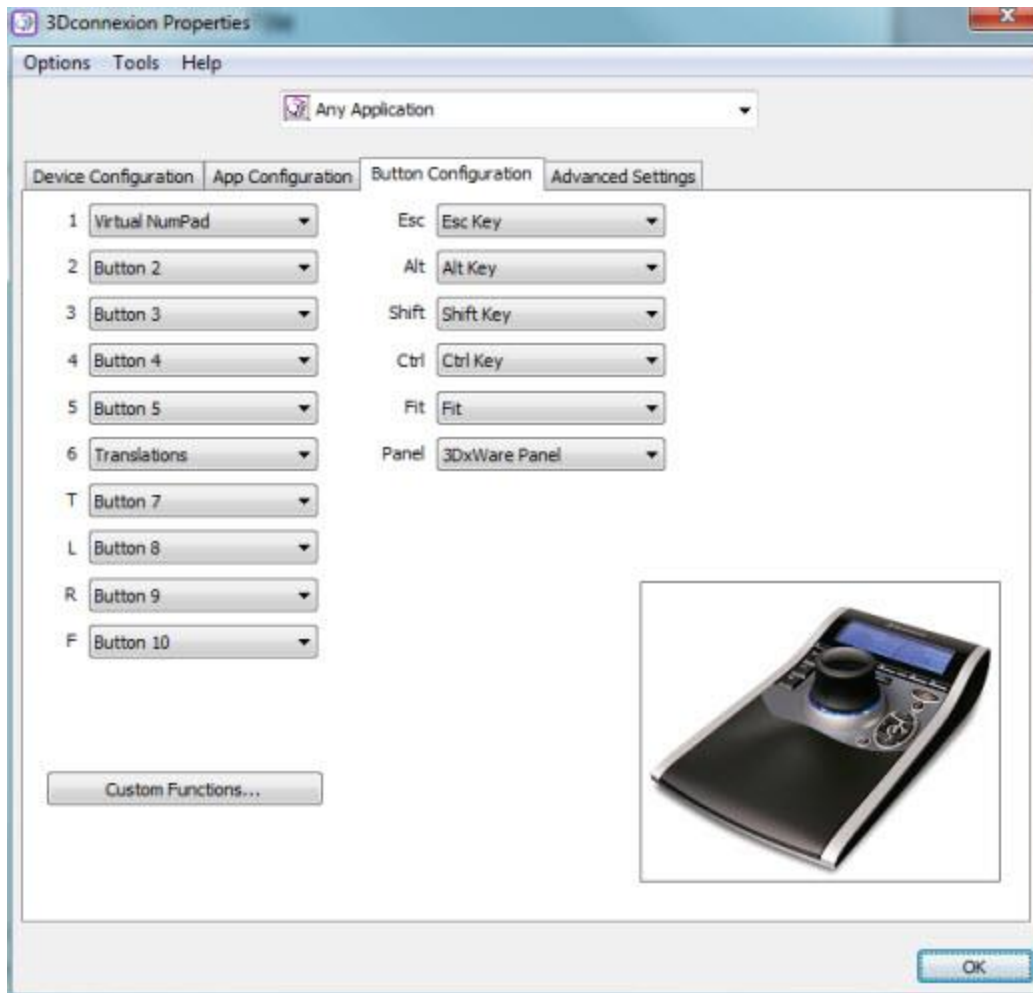 3Dconnexion Properties
Options Tools Help
Any Application
Device Configuration App Configuration Button Configuration Advanced Settings
1 Virtual NumPad Esc Esc Key
2 Button 2 Alt Alt Key
3 Button 3 Shift Shift Key
4 Button 4 Ctrl Ctrl Key
5 Button 5 Fit Fit
6 Translations Panel 3DxWare Panel
T Button 7
L Button 8
R Button 9
F Button 10
Custom Functions...
OK